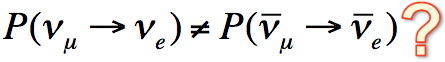 P(ν_μ → ν_e) ≠ P(ν̄_μ → ν̄_e)?